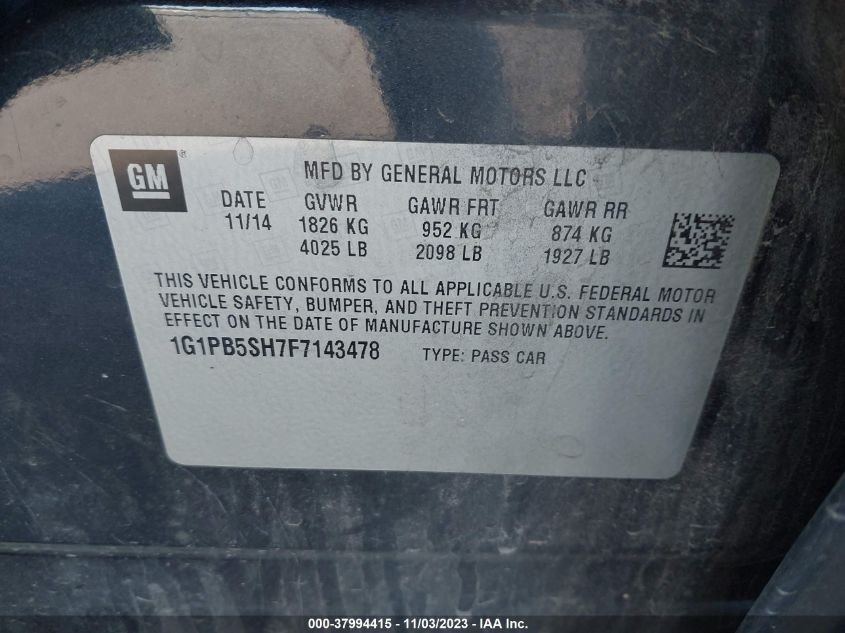 GM®
MFD BY GENERAL MOTORS LLC
DATE GVWR GAWR FRT GAWR RR
11/14 1826 KG 952 KG 874 KG
4025 LB 2098 LB 1927 LB
THIS VEHICLE CONFORMS TO ALL APPLICABLE U.S. FEDERAL MOTOR
VEHICLE SAFETY, BUMPER, AND THEFT PREVENTION STANDARDS IN
EFFECT ON THE DATE OF MANUFACTURE SHOWN ABOVE.
1G1PB5SH7F7143478 TYPE: PASS CAR
000-37994415 - 11/03/2023 - IAA Inc.